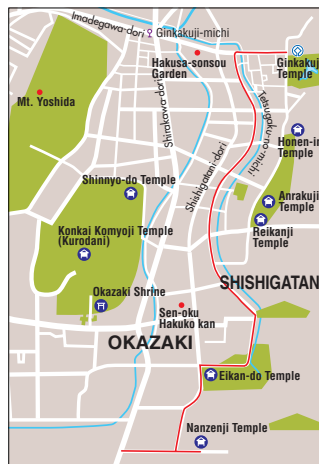 Imadegawa-dori
Ginkakuji-michi
Hakusa-sonsou
Garden
Ginkakuji
Temple
Mt. Yoshida
Shirakawa-dori
Tetsugaku-no-michi
Honen-in
Temple
Shishigatani-dori
Shinnyo-do Temple
Anrakuji
Temple
Reikanji
Temple
Konkai Komyoji Temple
(Kurodani)
SHISHIGATAN
Okazaki Shrine
Sen-oku
Hakuko kan
OKAZAKI
Eikan-do Temple
Nanzenji Temple